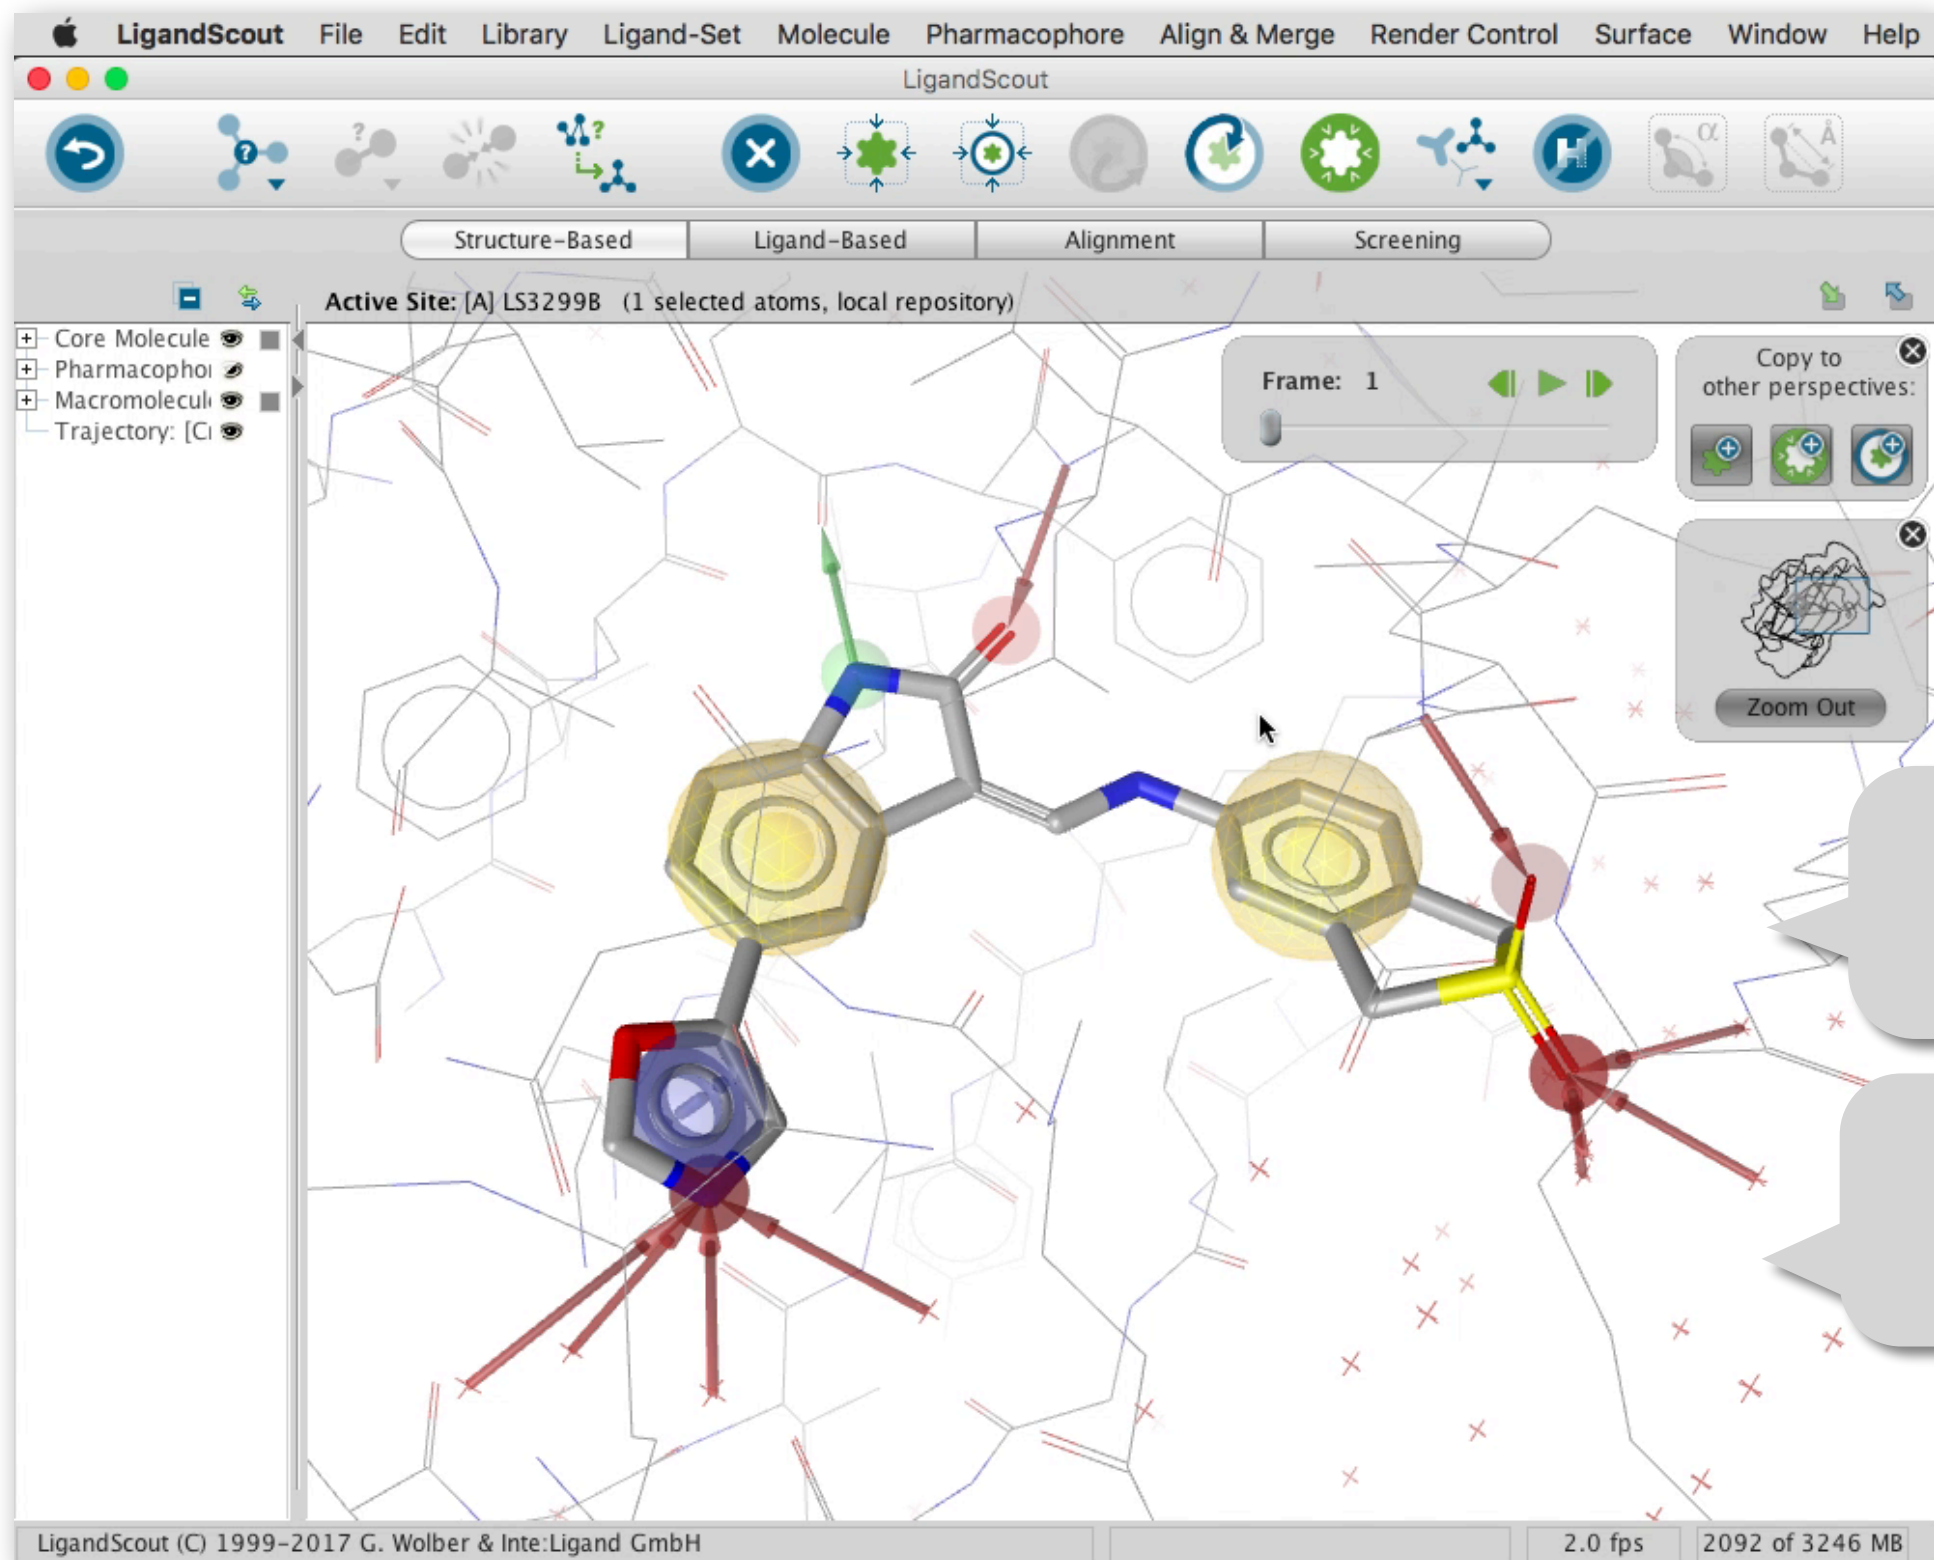 LigandScout File Edit Library Ligand-Set Molecule Pharmacophore Align & Merge Render Control Surface Window Help
LigandScout
? ? ? ? H α Å
Structure-Based Ligand-Based Alignment Screening
Active Site: [A] LS3299B (1 selected atoms, local repository)
Core Molecule
Pharmacophor
Macromolecul
Trajectory: [Cr
Frame: 1
Copy to
other perspectives:
Zoom Out
LigandScout (C) 1999-2017 G. Wolber & Inte:Ligand GmbH
2.0 fps
2092 of 3246 MB